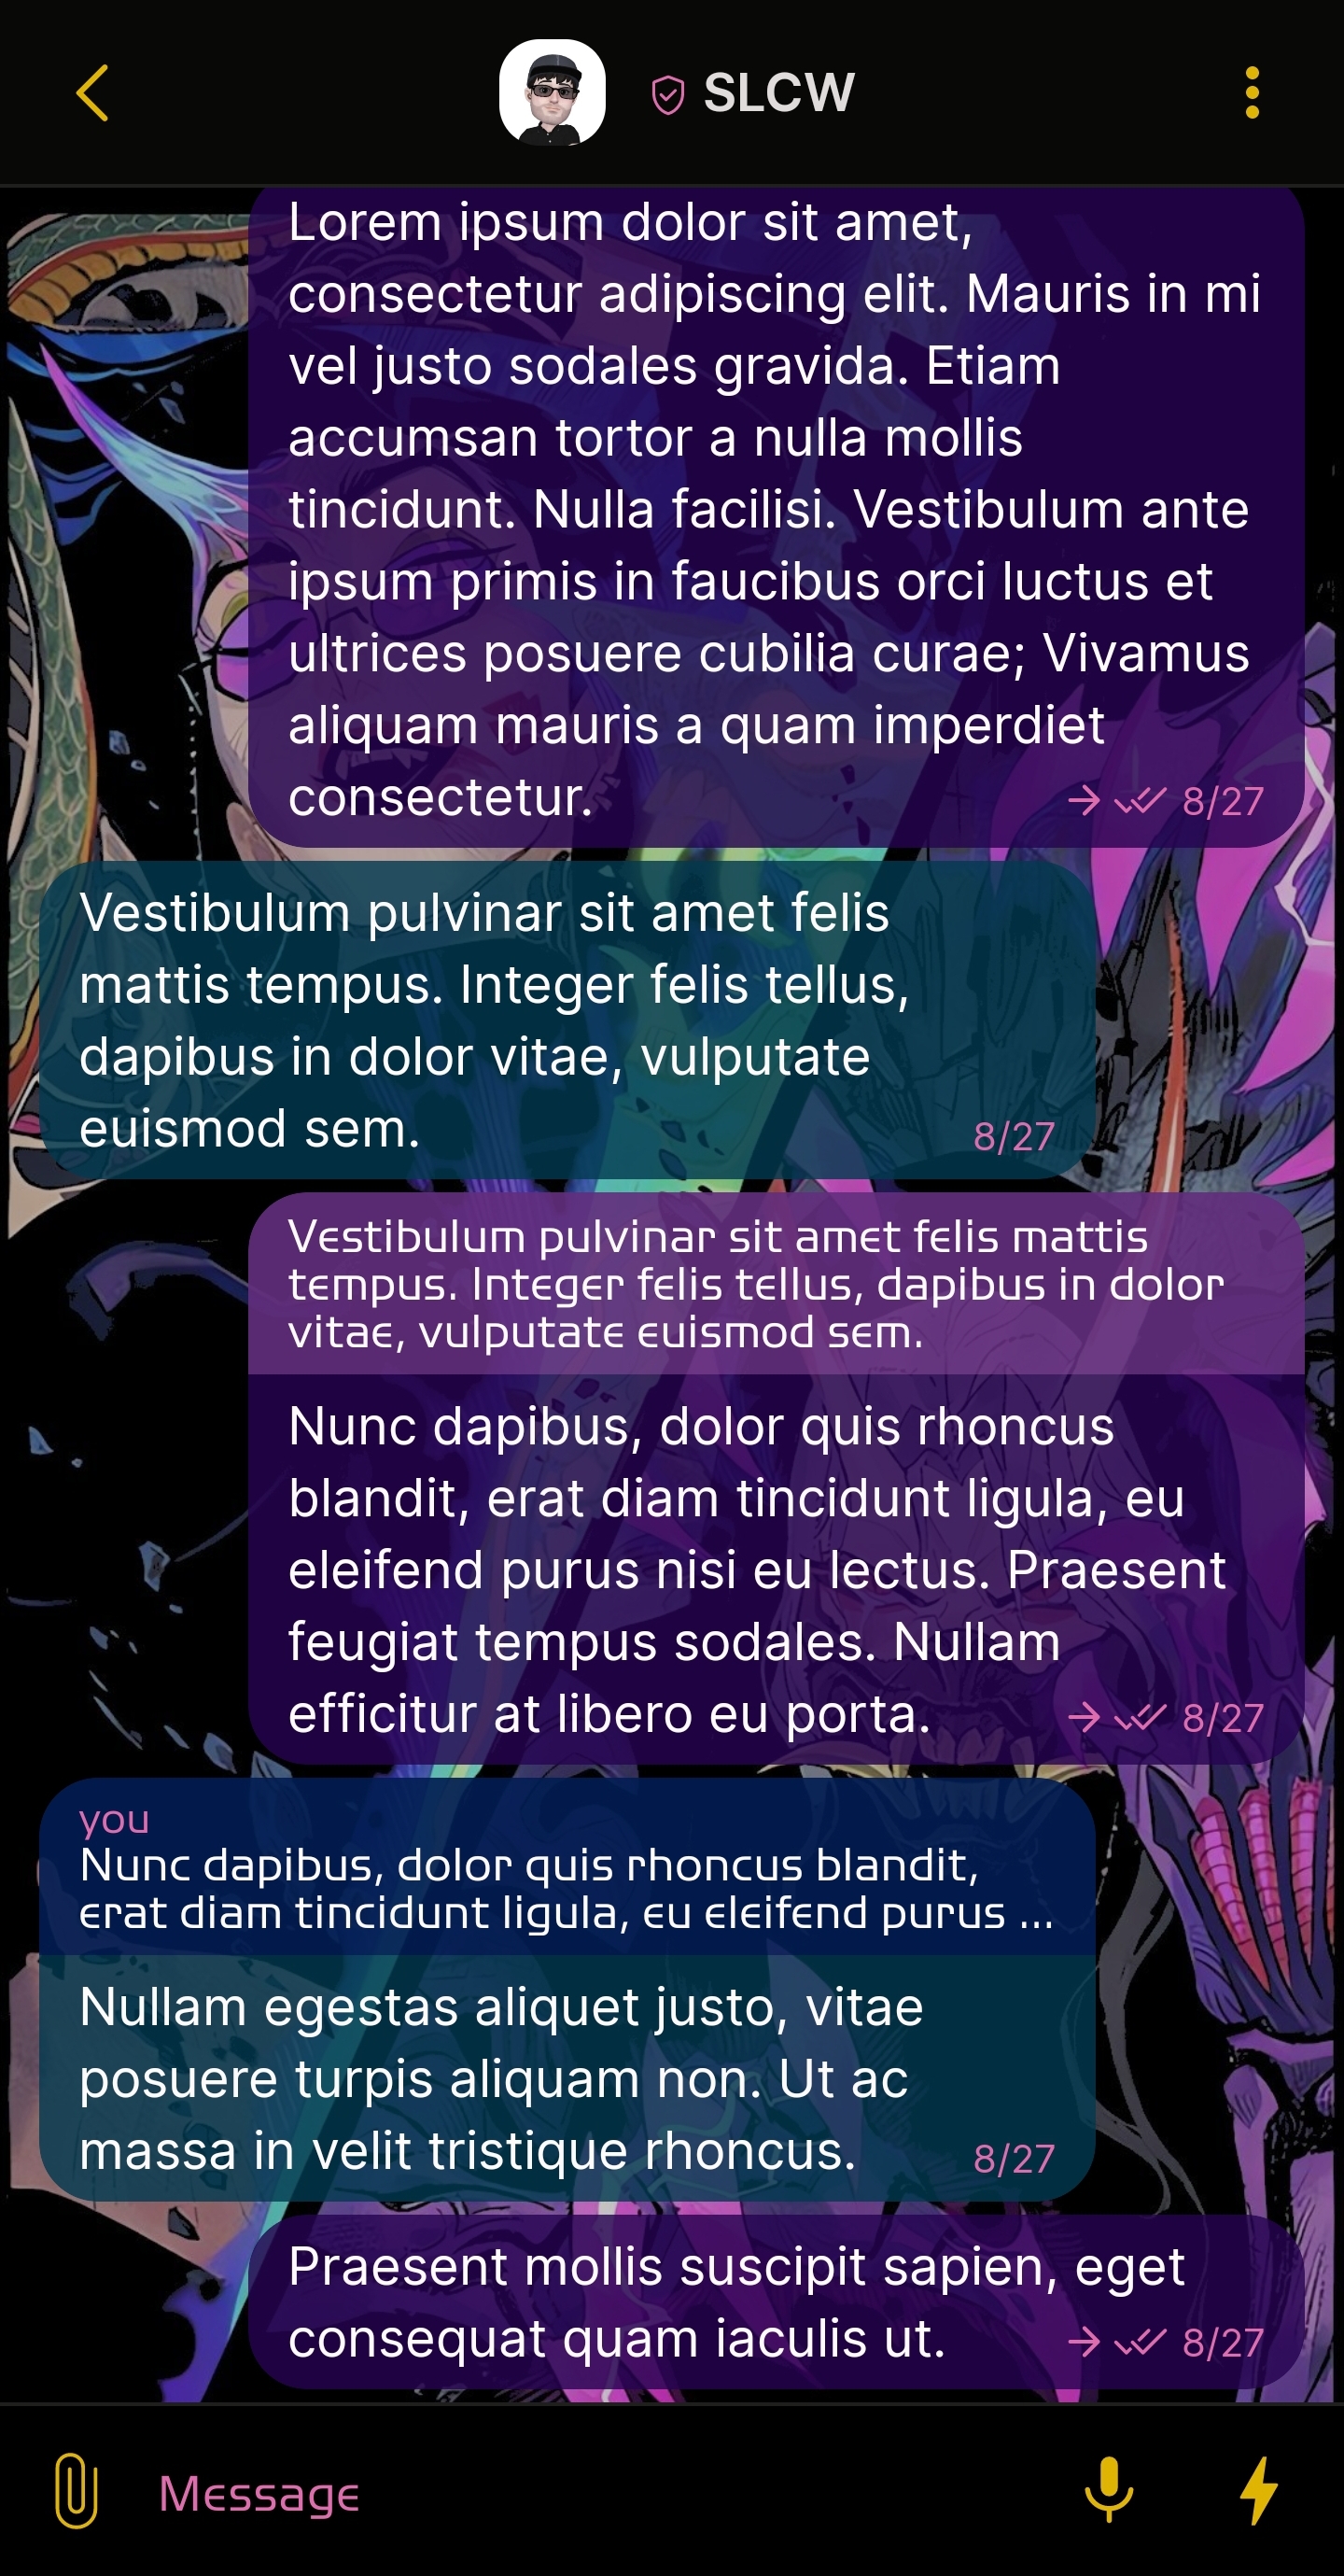 SLCW
Lorem ipsum dolor sit amet,
consectetur adipiscing elit. Mauris in mi
vel justo sodales gravida. Etiam
accumsan tortor a nulla mollis
tincidunt. Nulla facilisi. Vestibulum ante
ipsum primis in faucibus orci luctus et
ultrices posuere cubilia curae; Vivamus
aliquam mauris a quam imperdiet
consectetur.
8/27
Vestibulum pulvinar sit amet felis
mattis tempus. Integer felis tellus,
dapibus in dolor vitae, vulputate
euismod sem.
8/27
Vestibulum pulvinar sit amet felis mattis
tempus. Integer felis tellus, dapibus in dolor
vitae, vulputate euismod sem.
Nunc dapibus, dolor quis rhoncus
blandit, erat diam tincidunt ligula, eu
eleifend purus nisi eu lectus. Praesent
feugiat tempus sodales. Nullam
efficitur at libero eu porta.
8/27
you
Nunc dapibus, dolor quis rhoncus blandit,
erat diam tincidunt ligula, eu eleifend purus ...
Nullam egestas aliquet justo, vitae
posuere turpis aliquam non. Ut ac
massa in velit tristique rhoncus.
8/27
Praesent mollis suscipit sapien, eget
consequat quam iaculis ut.
8/27
Message